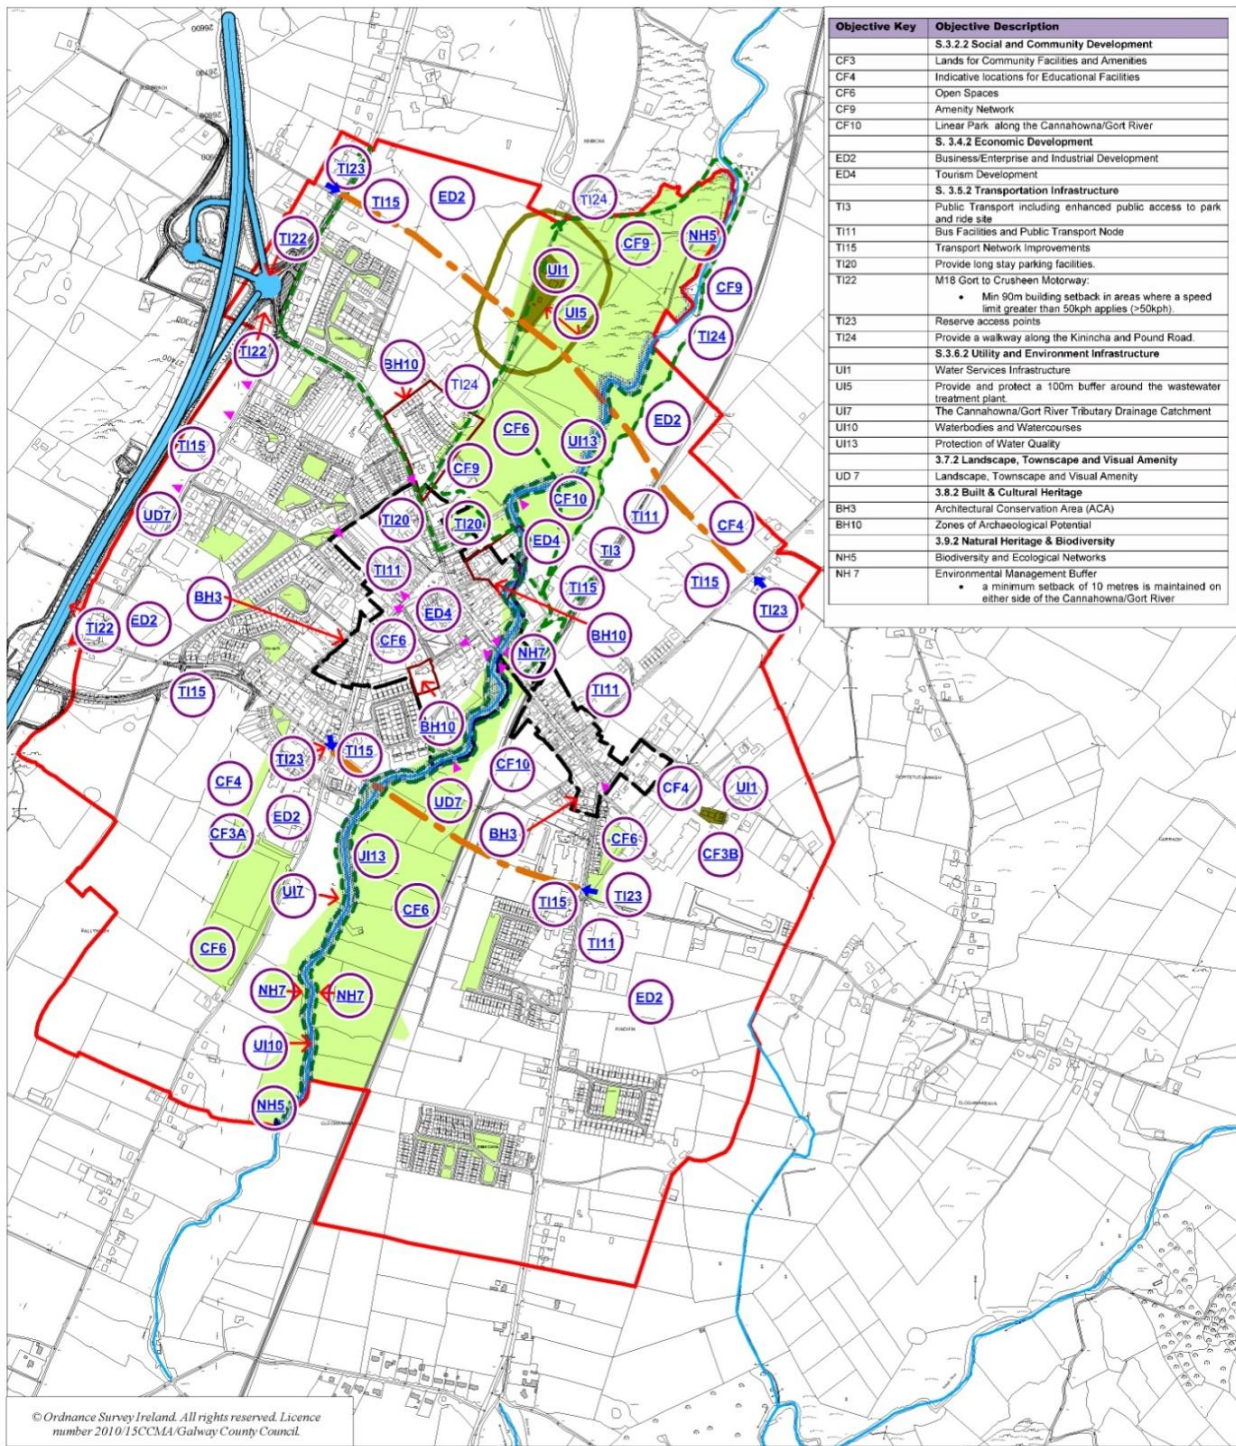 Objective Key Objective Description
S.3.2.2 Social and Community Development
CF3 Lands for Community Facilities and Amenities
CF4 Indicative locations for Educational Facilities
CF6 Open Spaces
CF9 Amenity Network
CF10 Linear Park along the Cannahowna/Gort River
S. 3.4.2 Economic Development
ED2 Business/Enterprise and Industrial Development
ED4 Tourism Development
S. 3.5.2 Transportation Infrastructure
TI3 Public Transport including enhanced public access to park
and ride site
TI11 Bus Facilities and Public Transport Node
TI15 Transport Network Improvements
TI20 Provide long stay parking facilities.
TI22 M18 Gort to Crusheen Motorway:
• Min 90m building setback in areas where a speed
limit greater than 50kph applies (>50kph).
TI23 Reserve access points
TI24 Provide a walkway along the Kinincha and Pound Road.
S.3.6.2 Utility and Environment Infrastructure
UI1 Water Services Infrastructure
UI5 Provide and protect a 100m buffer around the wastewater
treatment plant.
UI7 The Cannahowna/Gort River Tributary Drainage Catchment
UI10 Waterbodies and Watercourses
UI13 Protection of Water Quality
3.7.2 Landscape, Townscape and Visual Amenity
UD 7 Landscape, Townscape and Visual Amenity
3.8.2 Built & Cultural Heritage
BH3 Architectural Conservation Area (ACA)
BH10 Zones of Archaeological Potential
3.9.2 Natural Heritage & Biodiversity
NH5 Biodiversity and Ecological Networks
NH 7 Environmental Management Buffer
• a minimum setback of 10 metres is maintained on
either side of the Cannahowna/Gort River
TI23
TI15
ED2
TI24
TI22
CF9
NH5
UI1
CF9
UI5
TI24
TI22
BH10
TI24
ED2
CF6
UI13
TI15
CF9
CF10
UD7
TI20
TI20
TI11
CF4
ED4
TI3
TI11
TI15
TI15
BH3
ED4
TI23
TI22
ED2
CF6
BH10
NH7
TI15
TI11
BH10
TI23
TI15
CF10
CF4
CF4
UI1
UD7
ED2
CF3A
BH3
CF6
CF3B
UI13
UI7
CF6
TI15
TI23
CF6
TI11
NH7
NH7
ED2
UI10
NH5
© Ordnance Survey Ireland. All rights reserved. Licence
number 2010/15CCMA/Galway County Council.